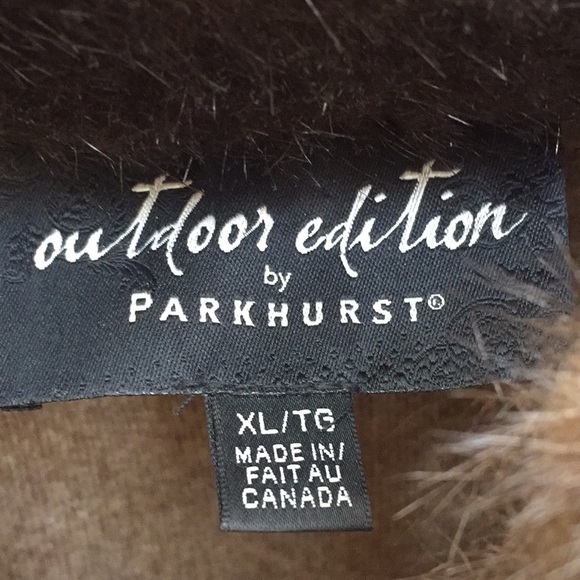 outdoor edition
by
PARKHURST®
XL/TG
MADE IN/
FAIT AU
CANADA